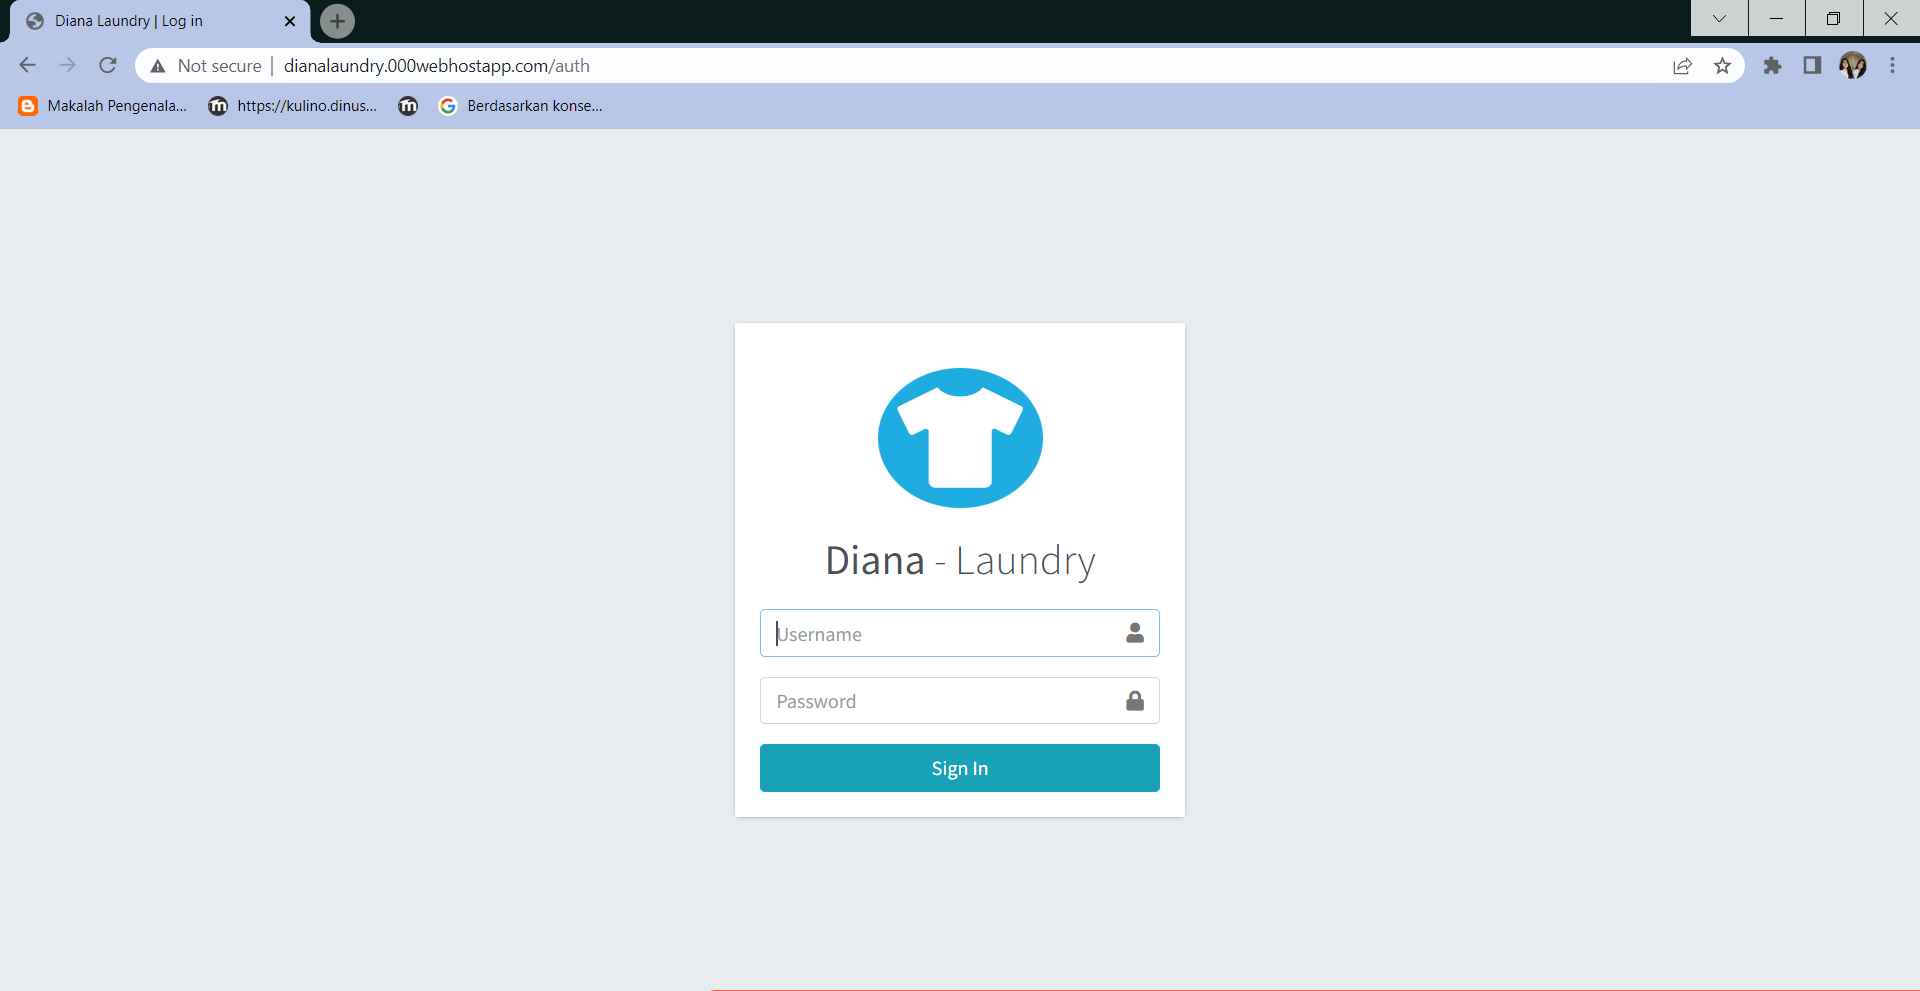 Diana Laundry | Log in
Not secure | dianalaundry.000webhostapp.com/auth
Makalah Pengenala... https://kulino.dinus... Berdasarkan konse...
Diana - Laundry
Username
Password
Sign In